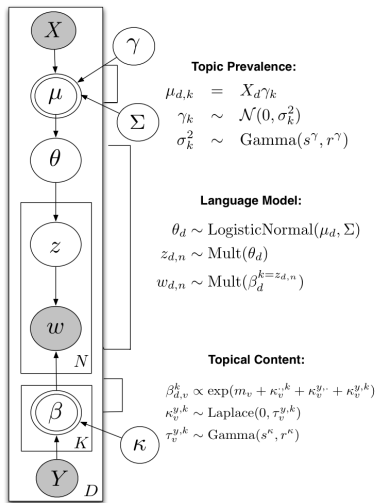 X
γ
μ
Σ
θ
z
w
N
β
K
κ
Y
D
Topic Prevalence:
μ_{d,k} = X_d γ_k
γ_k ∼ N(0, σ_k^2)
σ_k^2 ∼ Gamma(s^γ, r^γ)
Language Model:
θ_d ∼ LogisticNormal(μ_d, Σ)
z_{d,n} ∼ Mult(θ_d)
w_{d,n} ∼ Mult(β_d^{k=z_{d,n}})
Topical Content:
β_{d,v}^k ∝ exp(m_v + κ_v^{.,k} + κ_v^{y,.} + κ_v^{y,k})
κ_v^{y,k} ∼ Laplace(0, τ_v^{y,k})
τ_v^{y,k} ∼ Gamma(s^κ, r^κ)